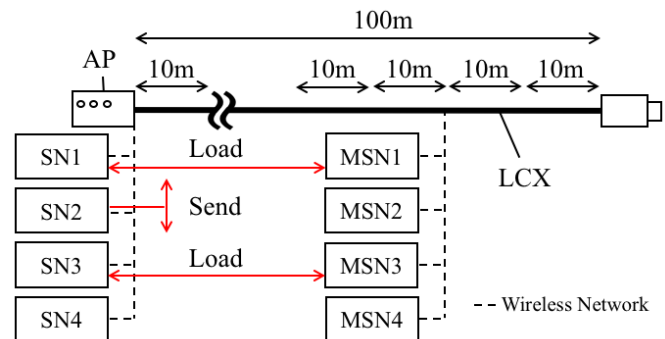 100m
AP
10m 10m 10m 10m 10m
SN1 Load MSN1
LCX
SN2 Send MSN2
SN3 Load MSN3
SN4 MSN4 Wireless Network